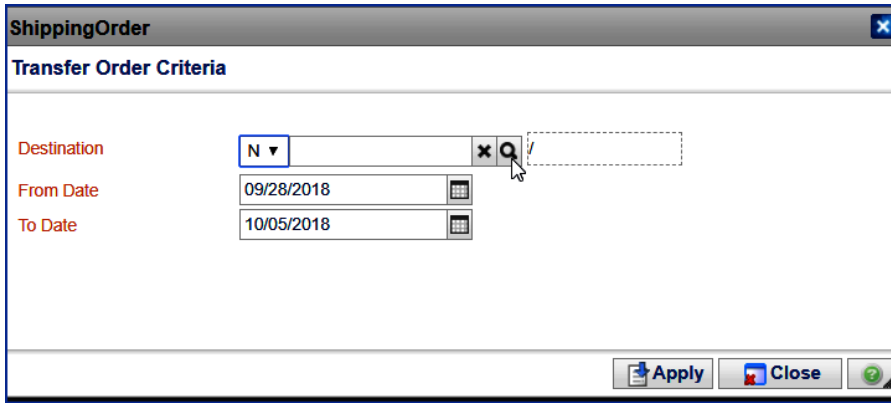 ShippingOrder
Transfer Order Criteria
Destination N ▼ /
From Date 09/28/2018
To Date 10/05/2018
Apply Close ?